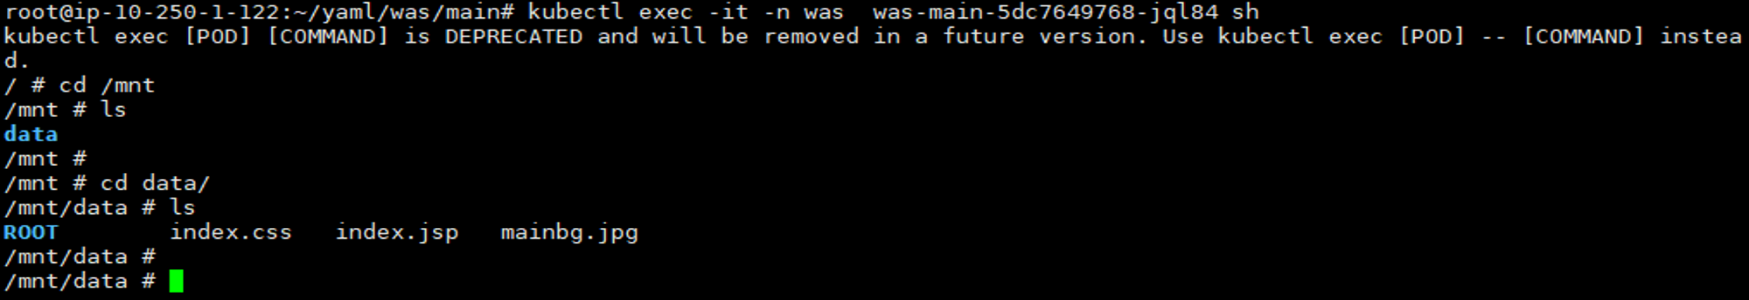 root@ip-10-250-1-122:~/yaml/was/main# kubectl exec -it -n was  was-main-5dc7649768-jql84 sh
kubectl exec [POD] [COMMAND] is DEPRECATED and will be removed in a future version. Use kubectl exec [POD] -- [COMMAND] instea
d.
/ # cd /mnt
/mnt # ls
data
/mnt #
/mnt # cd data/
/mnt/data # ls
ROOT        index.css   index.jsp   mainbg.jpg
/mnt/data #
/mnt/data #